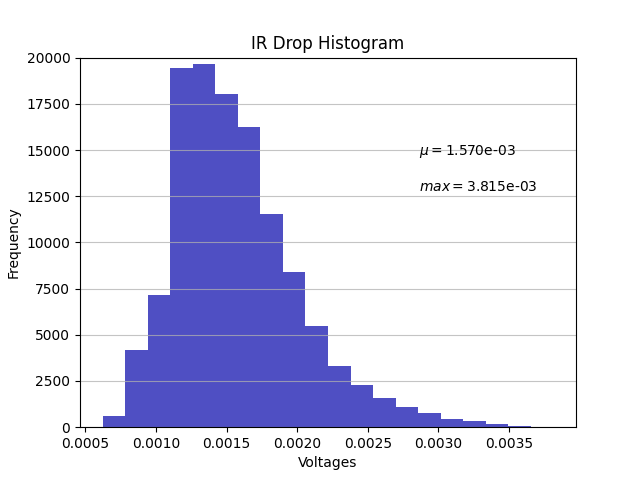 IR Drop Histogram
20000
17500
15000
12500
10000
7500
5000
2500
0
Frequency
μ = 1.570e-03
max = 3.815e-03
0.0005 0.0010 0.0015 0.0020 0.0025 0.0030 0.0035
Voltages